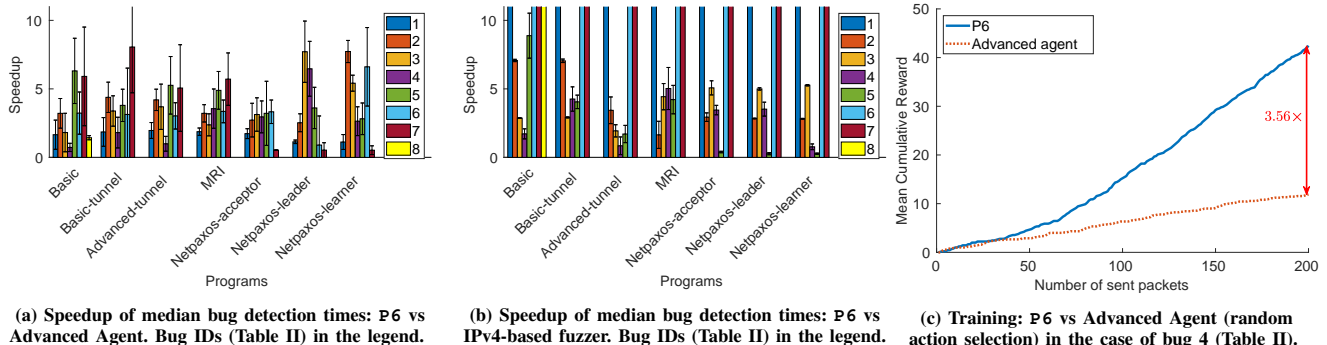 10
5
0
Speedup
1
2
3
4
5
6
7
8
Basic
Basic-tunnel
Advanced-tunnel
MRI
Netpaxos-acceptor
Netpaxos-leader
Netpaxos-learner
Programs
(a) Speedup of median bug detection times: P6 vs
Advanced Agent. Bug IDs (Table II) in the legend.
10
5
0
Speedup
1
2
3
4
5
6
7
8
Basic
Basic-tunnel
Advanced-tunnel
MRI
Netpaxos-acceptor
Netpaxos-leader
Netpaxos-learner
Programs
(b) Speedup of median bug detection times: P6 vs
IPv4-based fuzzer. Bug IDs (Table II) in the legend.
50
40
30
20
10
0
Mean Cumulative Reward
P6
Advanced agent
3.56×
0
50
100
150
200
Number of sent packets
(c) Training: P6 vs Advanced Agent (random
action selection) in the case of bug 4 (Table II).